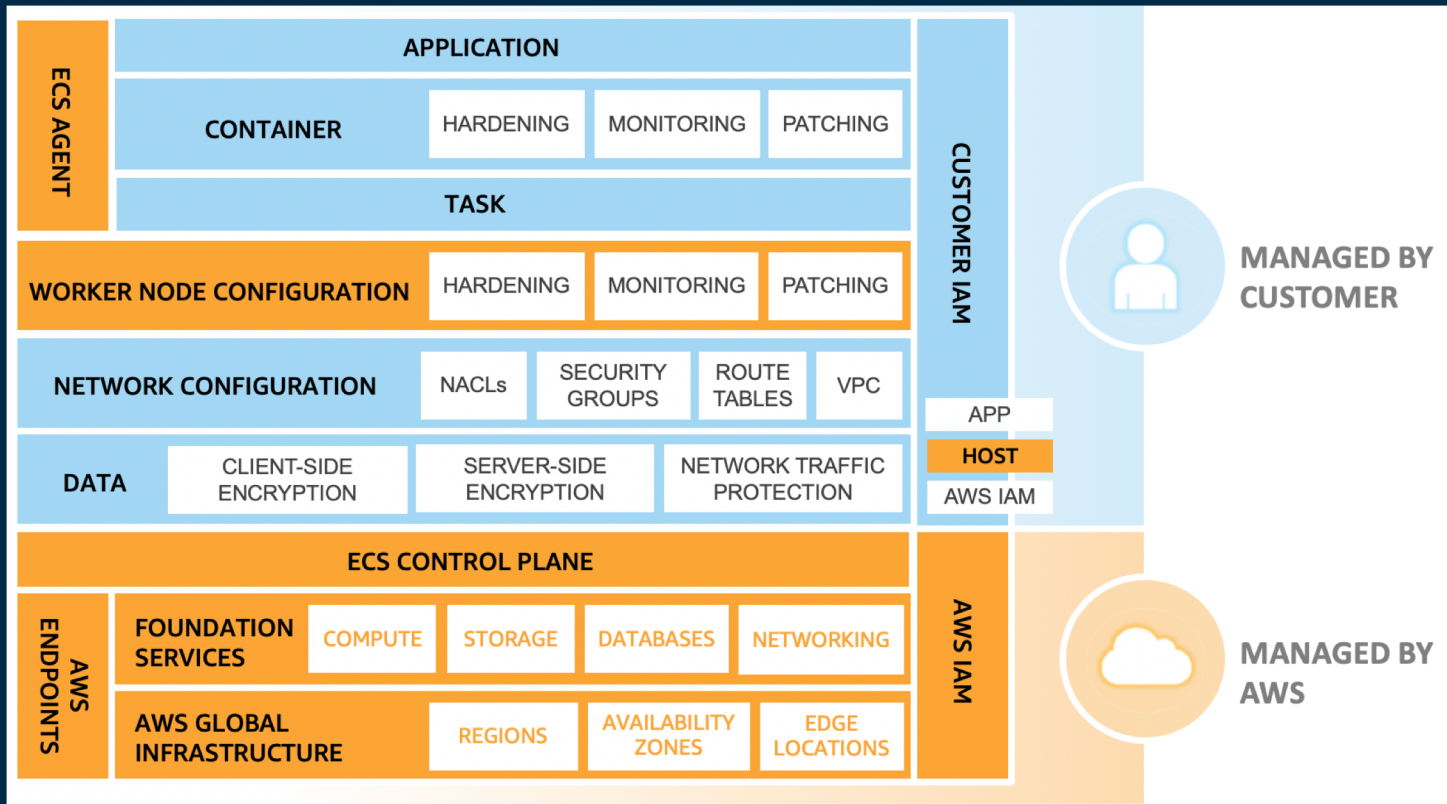 ECS AGENT
APPLICATION
CONTAINER
HARDENING
MONITORING
PATCHING
TASK
WORKER NODE CONFIGURATION
HARDENING
MONITORING
PATCHING
NETWORK CONFIGURATION
NACLs
SECURITY
GROUPS
ROUTE
TABLES
VPC
DATA
CLIENT-SIDE
ENCRYPTION
SERVER-SIDE
ENCRYPTION
NETWORK TRAFFIC
PROTECTION
CUSTOMER IAM
APP
HOST
AWS IAM
MANAGED BY
CUSTOMER
ECS CONTROL PLANE
AWS
ENDPOINTS
FOUNDATION
SERVICES
COMPUTE
STORAGE
DATABASES
NETWORKING
AWS GLOBAL
INFRASTRUCTURE
REGIONS
AVAILABILITY
ZONES
EDGE
LOCATIONS
AWS IAM
MANAGED BY
AWS